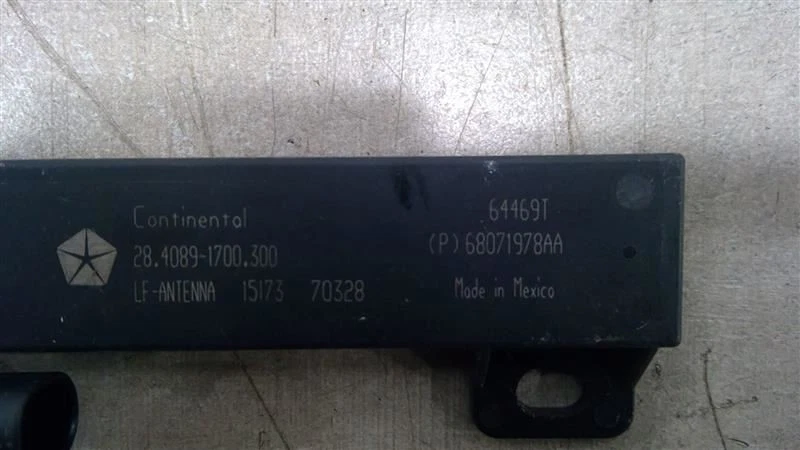 Continental
28.4089-1700.300
LF-ANTENNA 15173 70328
64469T
(P)68071978AA
Made in Mexico